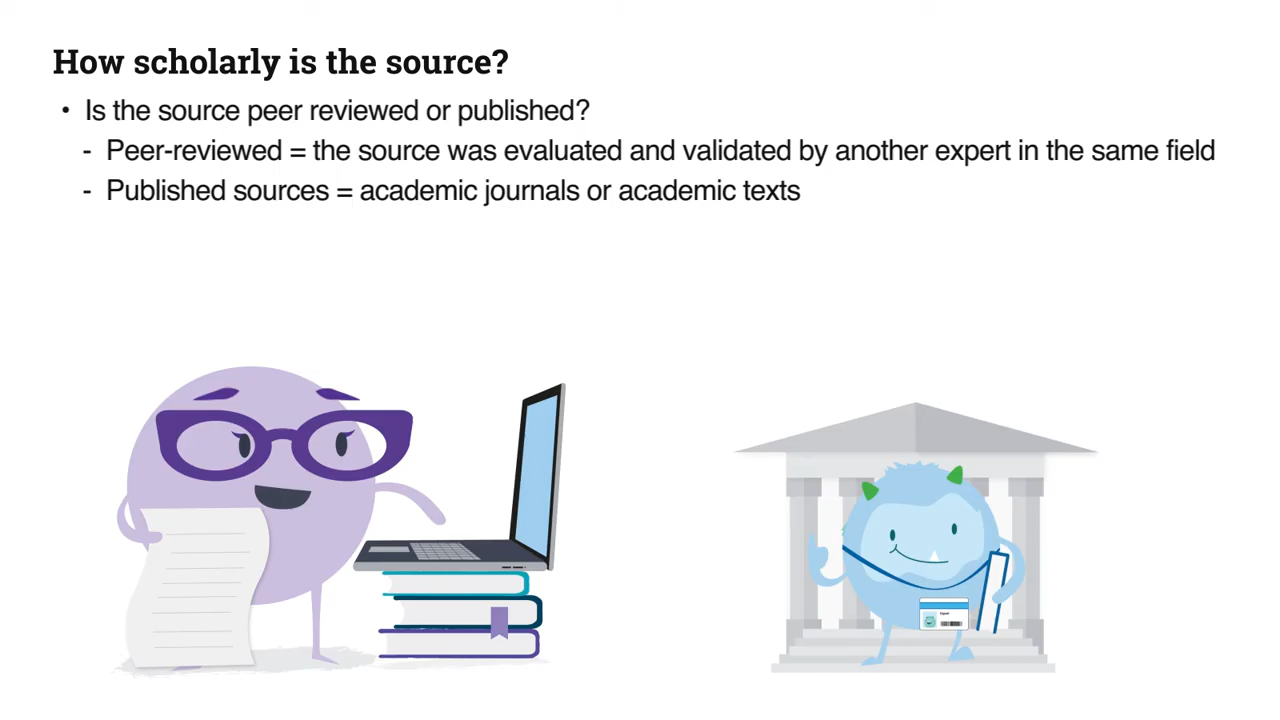 How scholarly is the source?
• Is the source peer reviewed or published?
- Peer-reviewed = the source was evaluated and validated by another expert in the same field
- Published sources = academic journals or academic texts